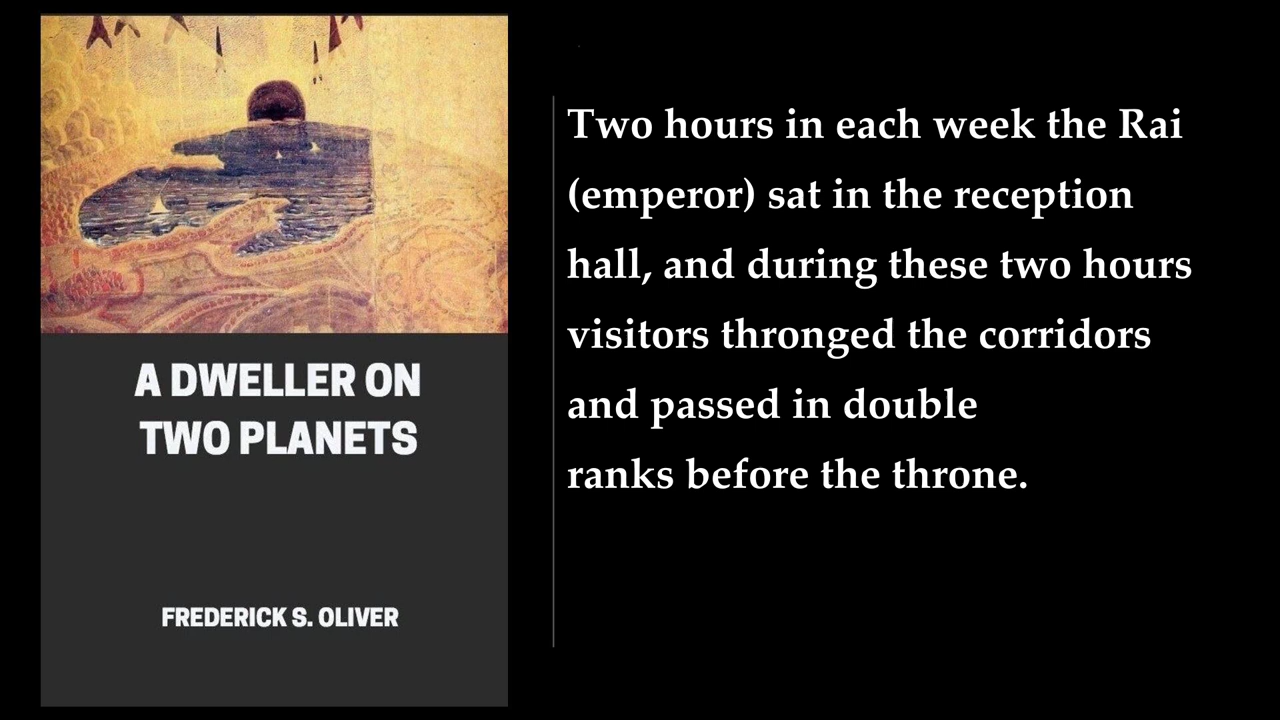 A DWELLER ON
TWO PLANETS
FREDERICK S. OLIVER
Two hours in each week the Rai
(emperor) sat in the reception
hall, and during these two hours
visitors thronged the corridors
and passed in double
ranks before the throne.